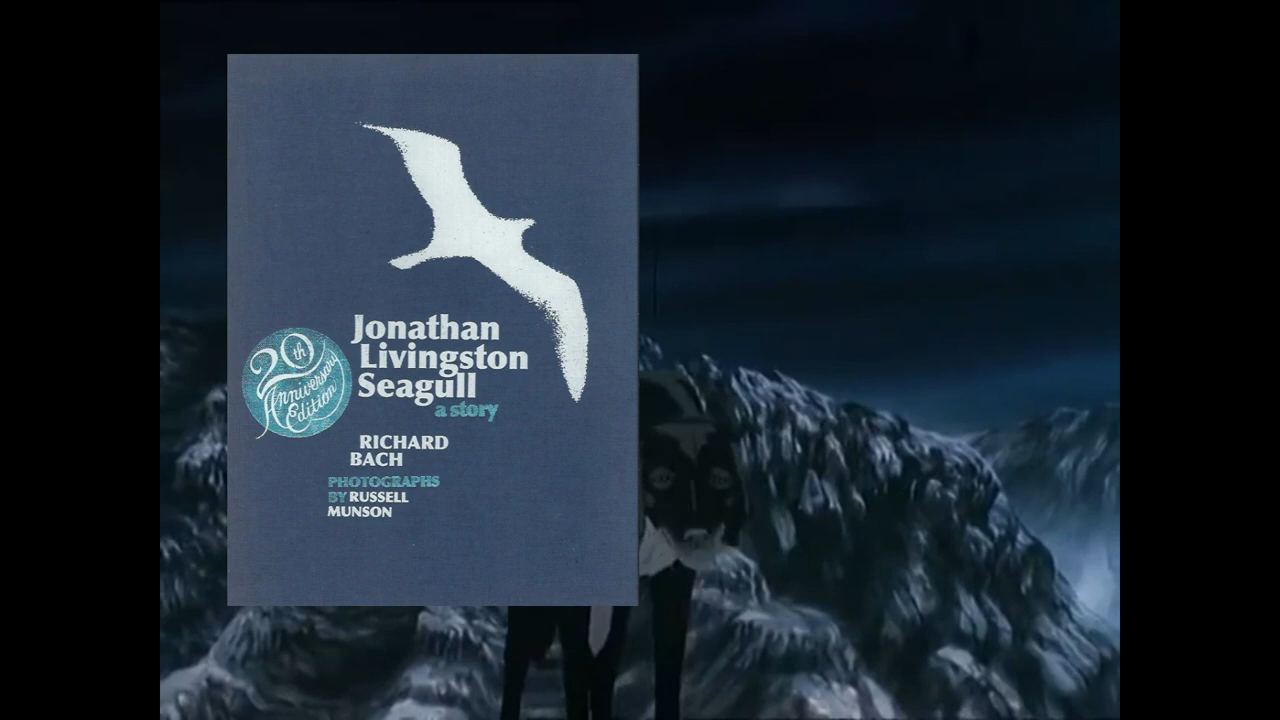 Jonathan
Livingston
Seagull
a story
20th
Anniversary
Edition
RICHARD
BACH
PHOTOGRAPHS
BY RUSSELL
MUNSON